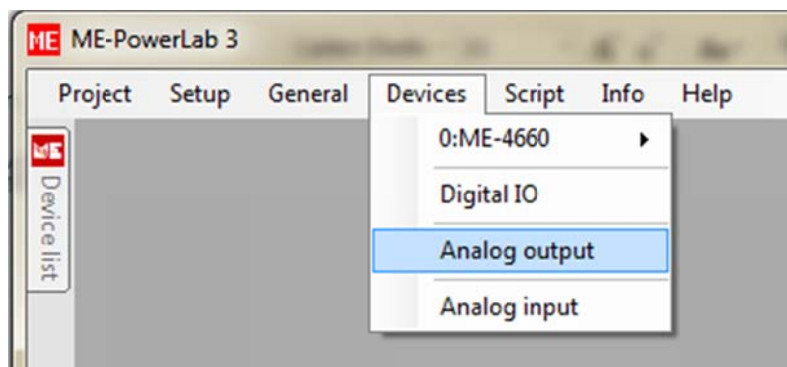 ME ME-PowerLab 3
Project Setup General Devices Script Info Help
0:ME-4660
Digital IO
Analog output
Analog input
ME Device list